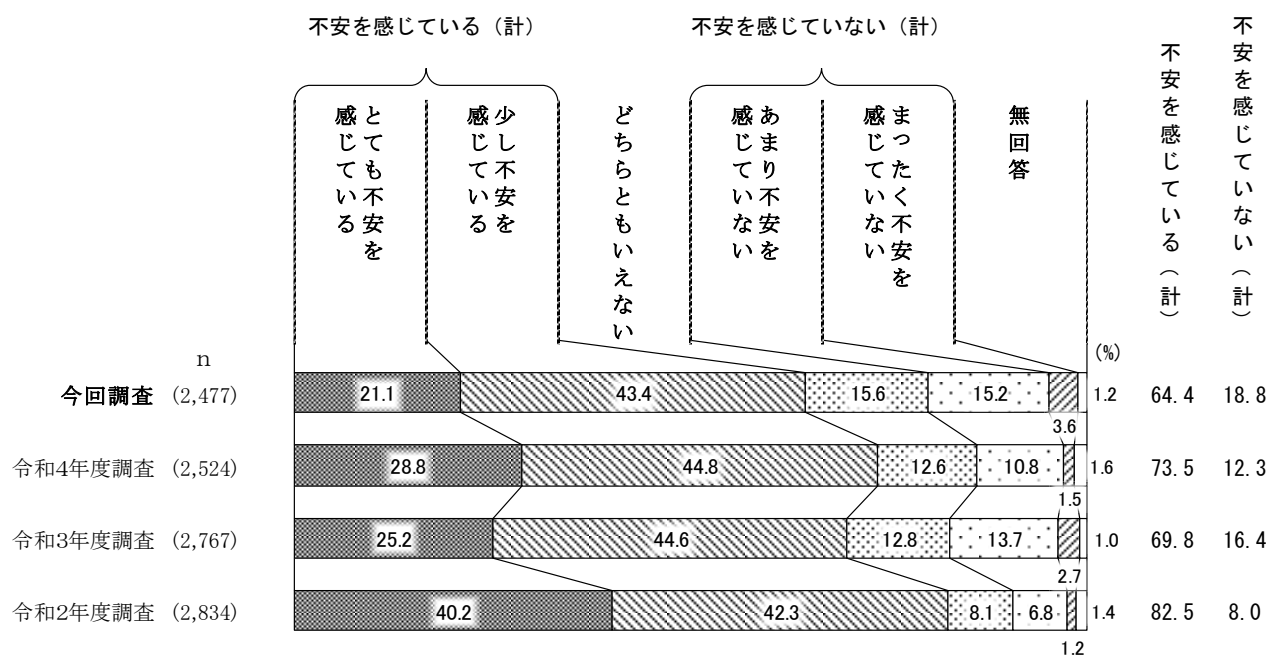 不安を感じている（計） 不安を感じていない（計）
とても不安を
感じている
少し不安を
感じている
どちらともいえない
あまり不安を
感じていない
まったく不安を
感じていない
無回答
不安を感じている（計）
不安を感じていない（計）
n
(%)
今回調査 (2,477) 21.1 43.4 15.6 15.2 3.6 1.2 64.4 18.8
令和4年度調査 (2,524) 28.8 44.8 12.6 10.8 1.5 1.6 73.5 12.3
令和3年度調査 (2,767) 25.2 44.6 12.8 13.7 2.7 1.0 69.8 16.4
令和2年度調査 (2,834) 40.2 42.3 8.1 6.8 1.2 1.4 82.5 8.0